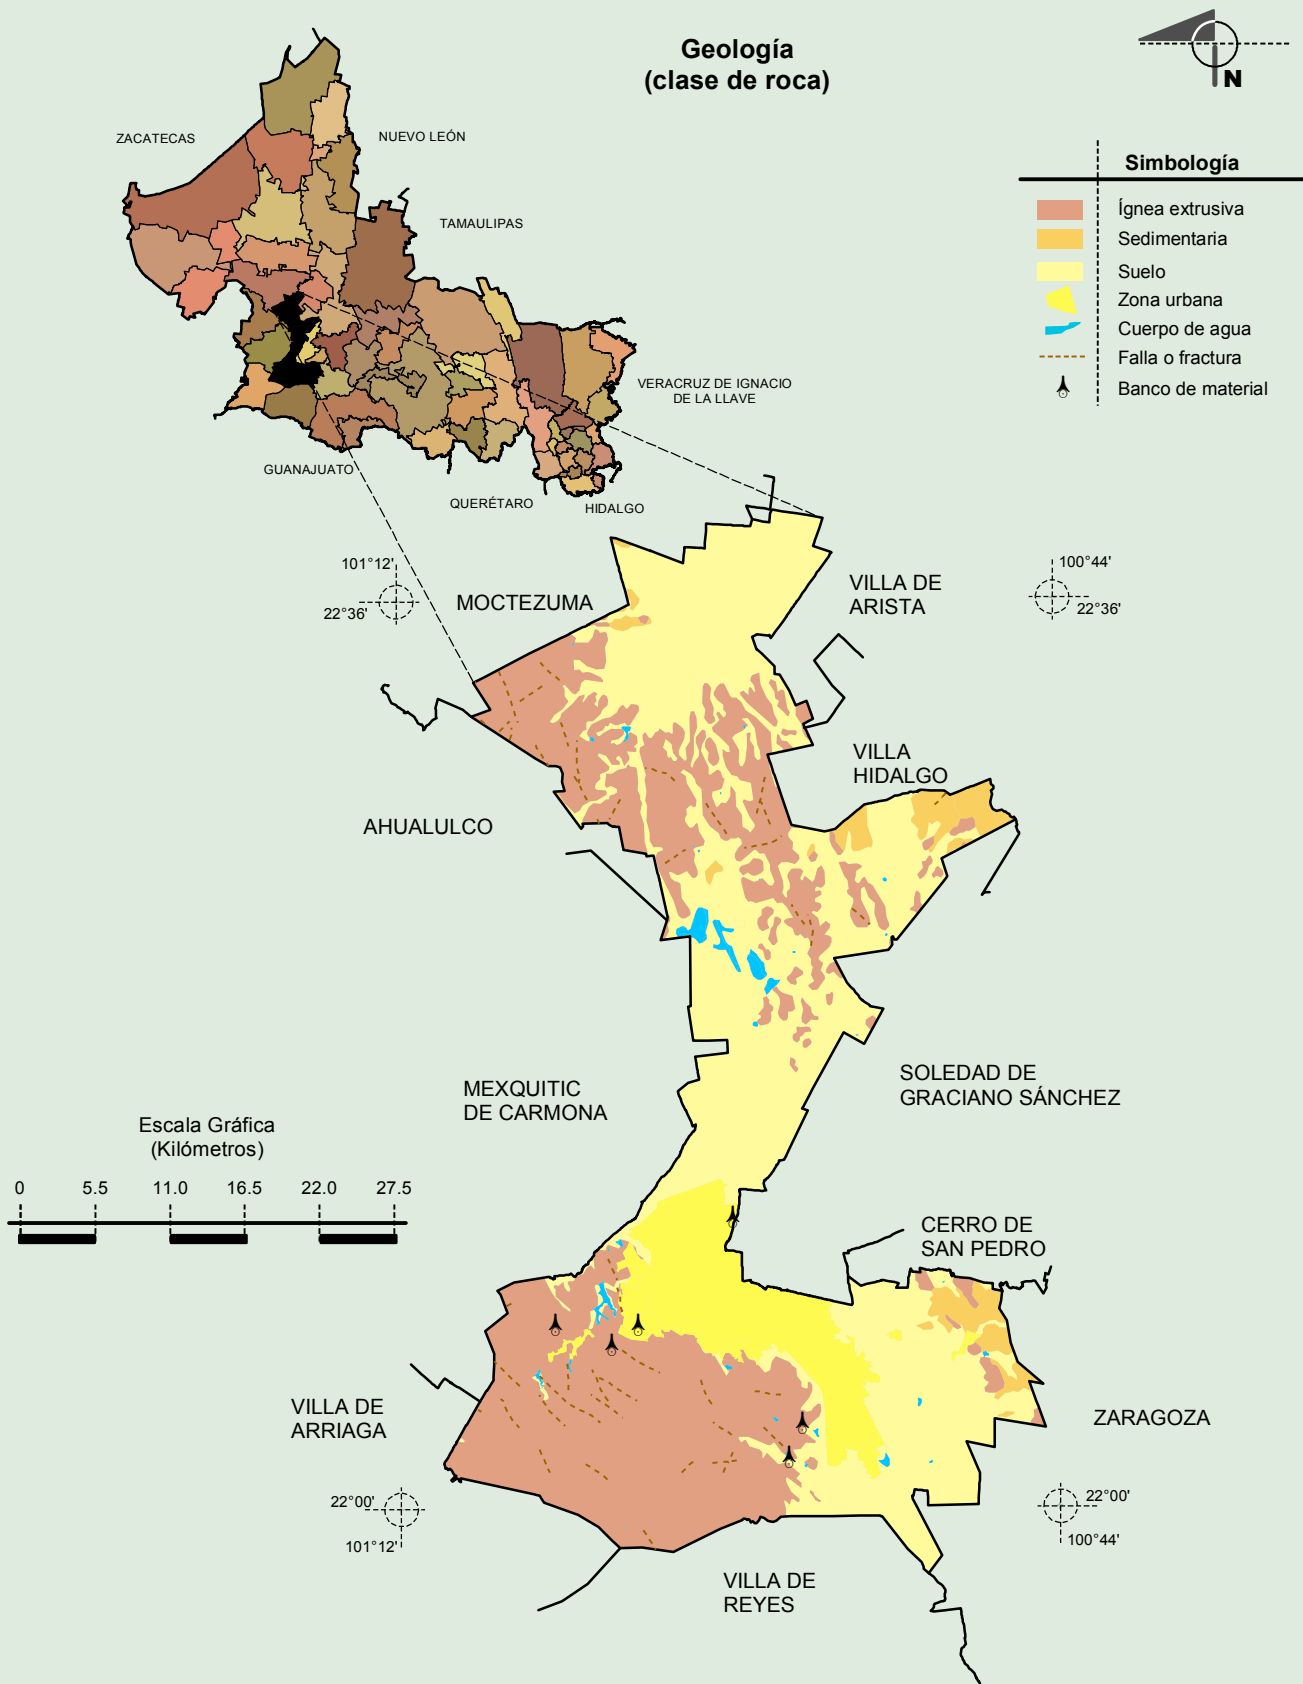 Geología
(clase de roca)
N
ZACATECAS
NUEVO LEÓN
TAMAULIPAS
VERACRUZ DE IGNACIO
DE LA LLAVE
GUANAJUATO
QUERÉTARO
HIDALGO
Simbología
Ígnea extrusiva
Sedimentaria
Suelo
Zona urbana
Cuerpo de agua
Falla o fractura
Banco de material
101°12'
22°36'
100°44'
22°36'
MOCTEZUMA
VILLA DE
ARISTA
VILLA
HIDALGO
AHUALULCO
MEXQUITIC
DE CARMONA
SOLEDAD DE
GRACIANO SÁNCHEZ
Escala Gráfica
(Kilómetros)
0 5.5 11.0 16.5 22.0 27.5
CERRO DE
SAN PEDRO
VILLA DE
ARRIAGA
ZARAGOZA
22°00'
101°12'
22°00'
100°44'
VILLA DE
REYES